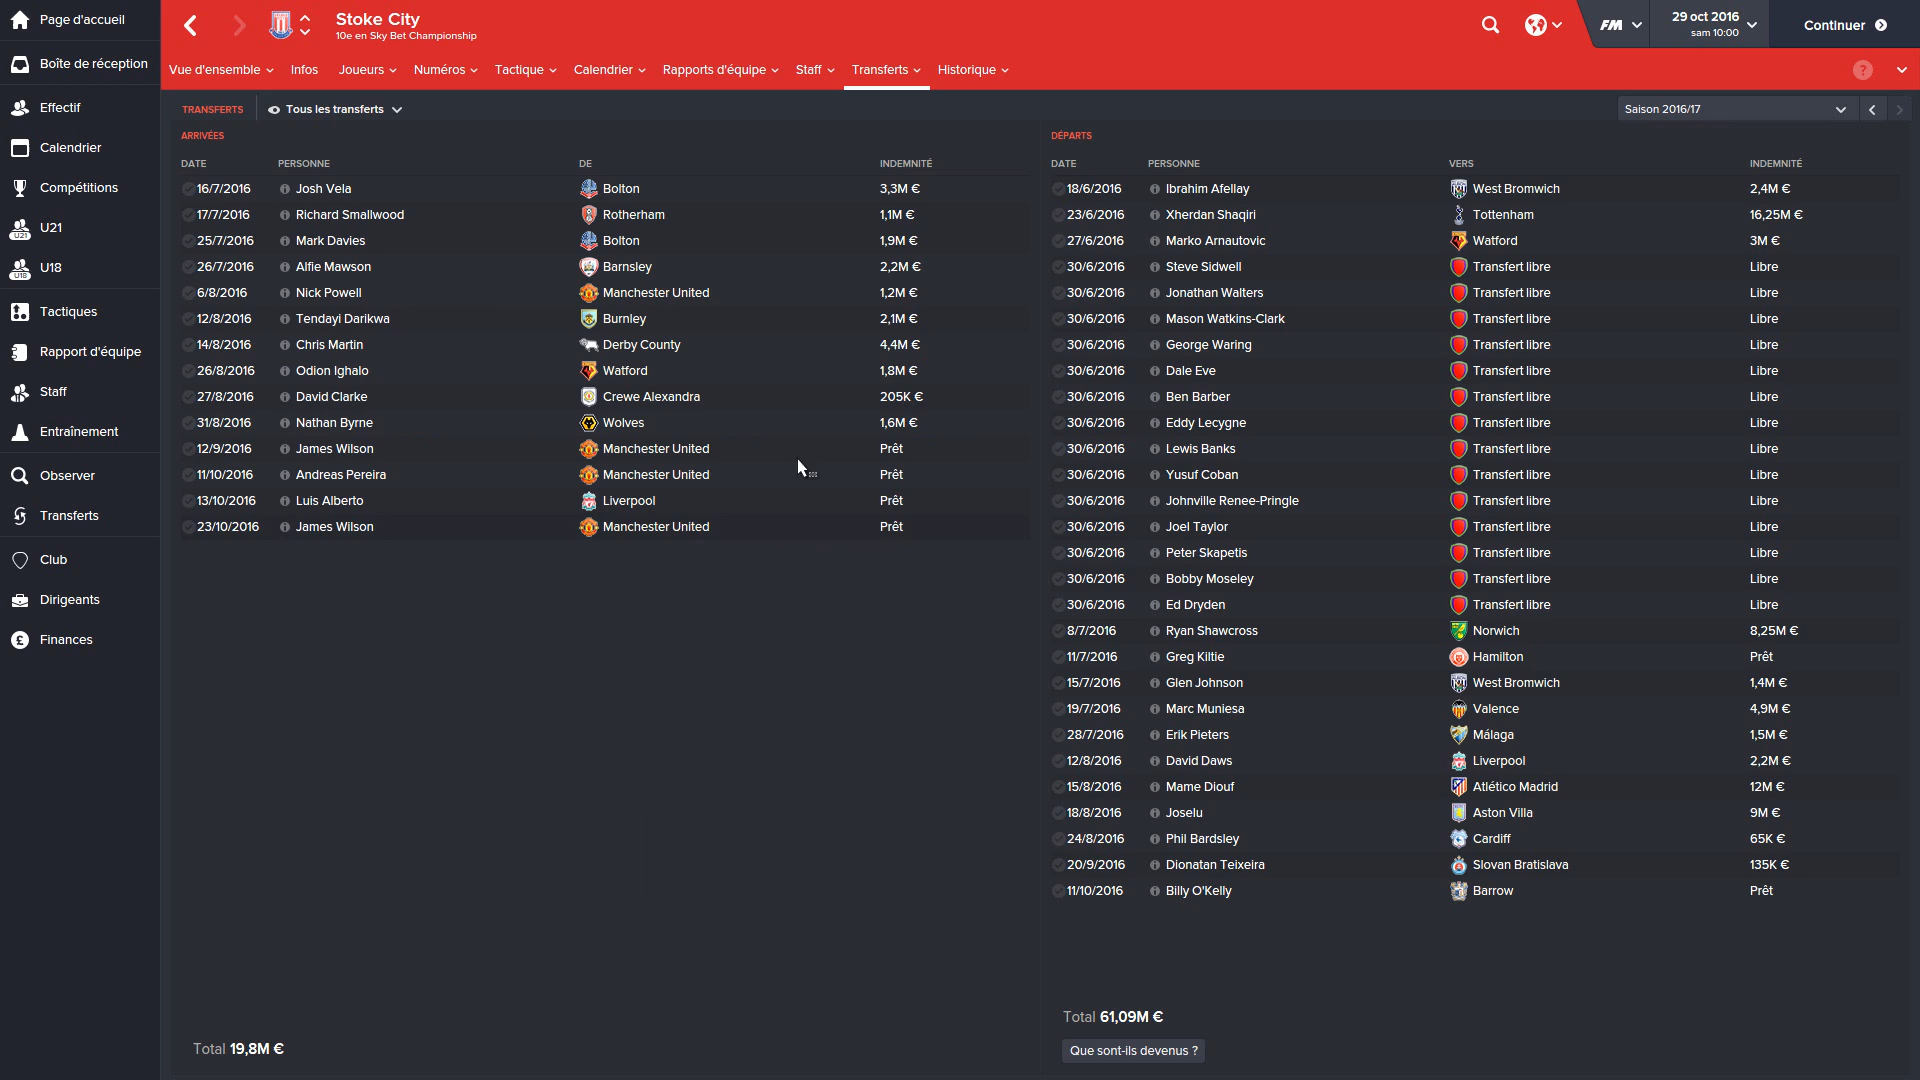 Page d'accueil
Boîte de réception
Effectif
Calendrier
Compétitions
U21
U18
Tactiques
Rapport d'équipe
Staff
Entraînement
Observer
Transferts
Club
Dirigeants
Finances
Stoke City
10e en Sky Bet Championship
FM
29 oct 2016
sam 10:00
Continuer
Vue d'ensemble Infos Joueurs Numéros Tactique Calendrier Rapports d'équipe Staff Transferts Historique
?
TRANSFERTS Tous les transferts
Saison 2016/17
ARRIVÉES
DATE PERSONNE DE INDEMNITÉ
16/7/2016 Josh Vela Bolton 3,3M €
17/7/2016 Richard Smallwood Rotherham 1,1M €
25/7/2016 Mark Davies Bolton 1,9M €
26/7/2016 Alfie Mawson Barnsley 2,2M €
6/8/2016 Nick Powell Manchester United 1,2M €
12/8/2016 Tendayi Darikwa Burnley 2,1M €
14/8/2016 Chris Martin Derby County 4,4M €
26/8/2016 Odion Ighalo Watford 1,8M €
27/8/2016 David Clarke Crewe Alexandra 205K €
31/8/2016 Nathan Byrne Wolves 1,6M €
12/9/2016 James Wilson Manchester United Prêt
11/10/2016 Andreas Pereira Manchester United Prêt
13/10/2016 Luis Alberto Liverpool Prêt
23/10/2016 James Wilson Manchester United Prêt
Total 19,8M €
DÉPARTS
DATE PERSONNE VERS INDEMNITÉ
18/6/2016 Ibrahim Afellay West Bromwich 2,4M €
23/6/2016 Xherdan Shaqiri Tottenham 16,25M €
27/6/2016 Marko Arnautovic Watford 3M €
30/6/2016 Steve Sidwell Transfert libre Libre
30/6/2016 Jonathan Walters Transfert libre Libre
30/6/2016 Mason Watkins-Clark Transfert libre Libre
30/6/2016 George Waring Transfert libre Libre
30/6/2016 Dale Eve Transfert libre Libre
30/6/2016 Ben Barber Transfert libre Libre
30/6/2016 Eddy Lecygne Transfert libre Libre
30/6/2016 Lewis Banks Transfert libre Libre
30/6/2016 Yusuf Coban Transfert libre Libre
30/6/2016 Johnville Renee-Pringle Transfert libre Libre
30/6/2016 Joel Taylor Transfert libre Libre
30/6/2016 Peter Skapetis Transfert libre Libre
30/6/2016 Bobby Moseley Transfert libre Libre
30/6/2016 Ed Dryden Transfert libre Libre
8/7/2016 Ryan Shawcross Norwich 8,25M €
11/7/2016 Greg Kiltie Hamilton Prêt
15/7/2016 Glen Johnson West Bromwich 1,4M €
19/7/2016 Marc Muniesa Valence 4,9M €
28/7/2016 Erik Pieters Málaga 1,5M €
12/8/2016 David Daws Liverpool 2,2M €
15/8/2016 Mame Diouf Atlético Madrid 12M €
18/8/2016 Joselu Aston Villa 9M €
24/8/2016 Phil Bardsley Cardiff 65K €
20/9/2016 Dionatan Teixeira Slovan Bratislava 135K €
11/10/2016 Billy O'Kelly Barrow Prêt
Total 61,09M €
Que sont-ils devenus ?